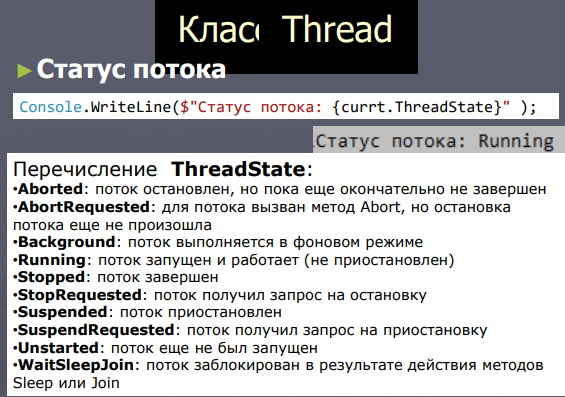 Класс Thread
►Статус потока
Console.WriteLine($"Статус потока: {currt.ThreadState}" );
Статус потока: Running
Перечисление ThreadState:
•Aborted: поток остановлен, но пока еще окончательно не завершен
•AbortRequested: для потока вызван метод Abort, но остановка
потока еще не произошла
•Background: поток выполняется в фоновом режиме
•Running: поток запущен и работает (не приостановлен)
•Stopped: поток завершен
•StopRequested: поток получил запрос на остановку
•Suspended: поток приостановлен
•SuspendRequested: поток получил запрос на приостановку
•Unstarted: поток еще не был запущен
•WaitSleepJoin: поток заблокирован в результате действия методов
Sleep или Join